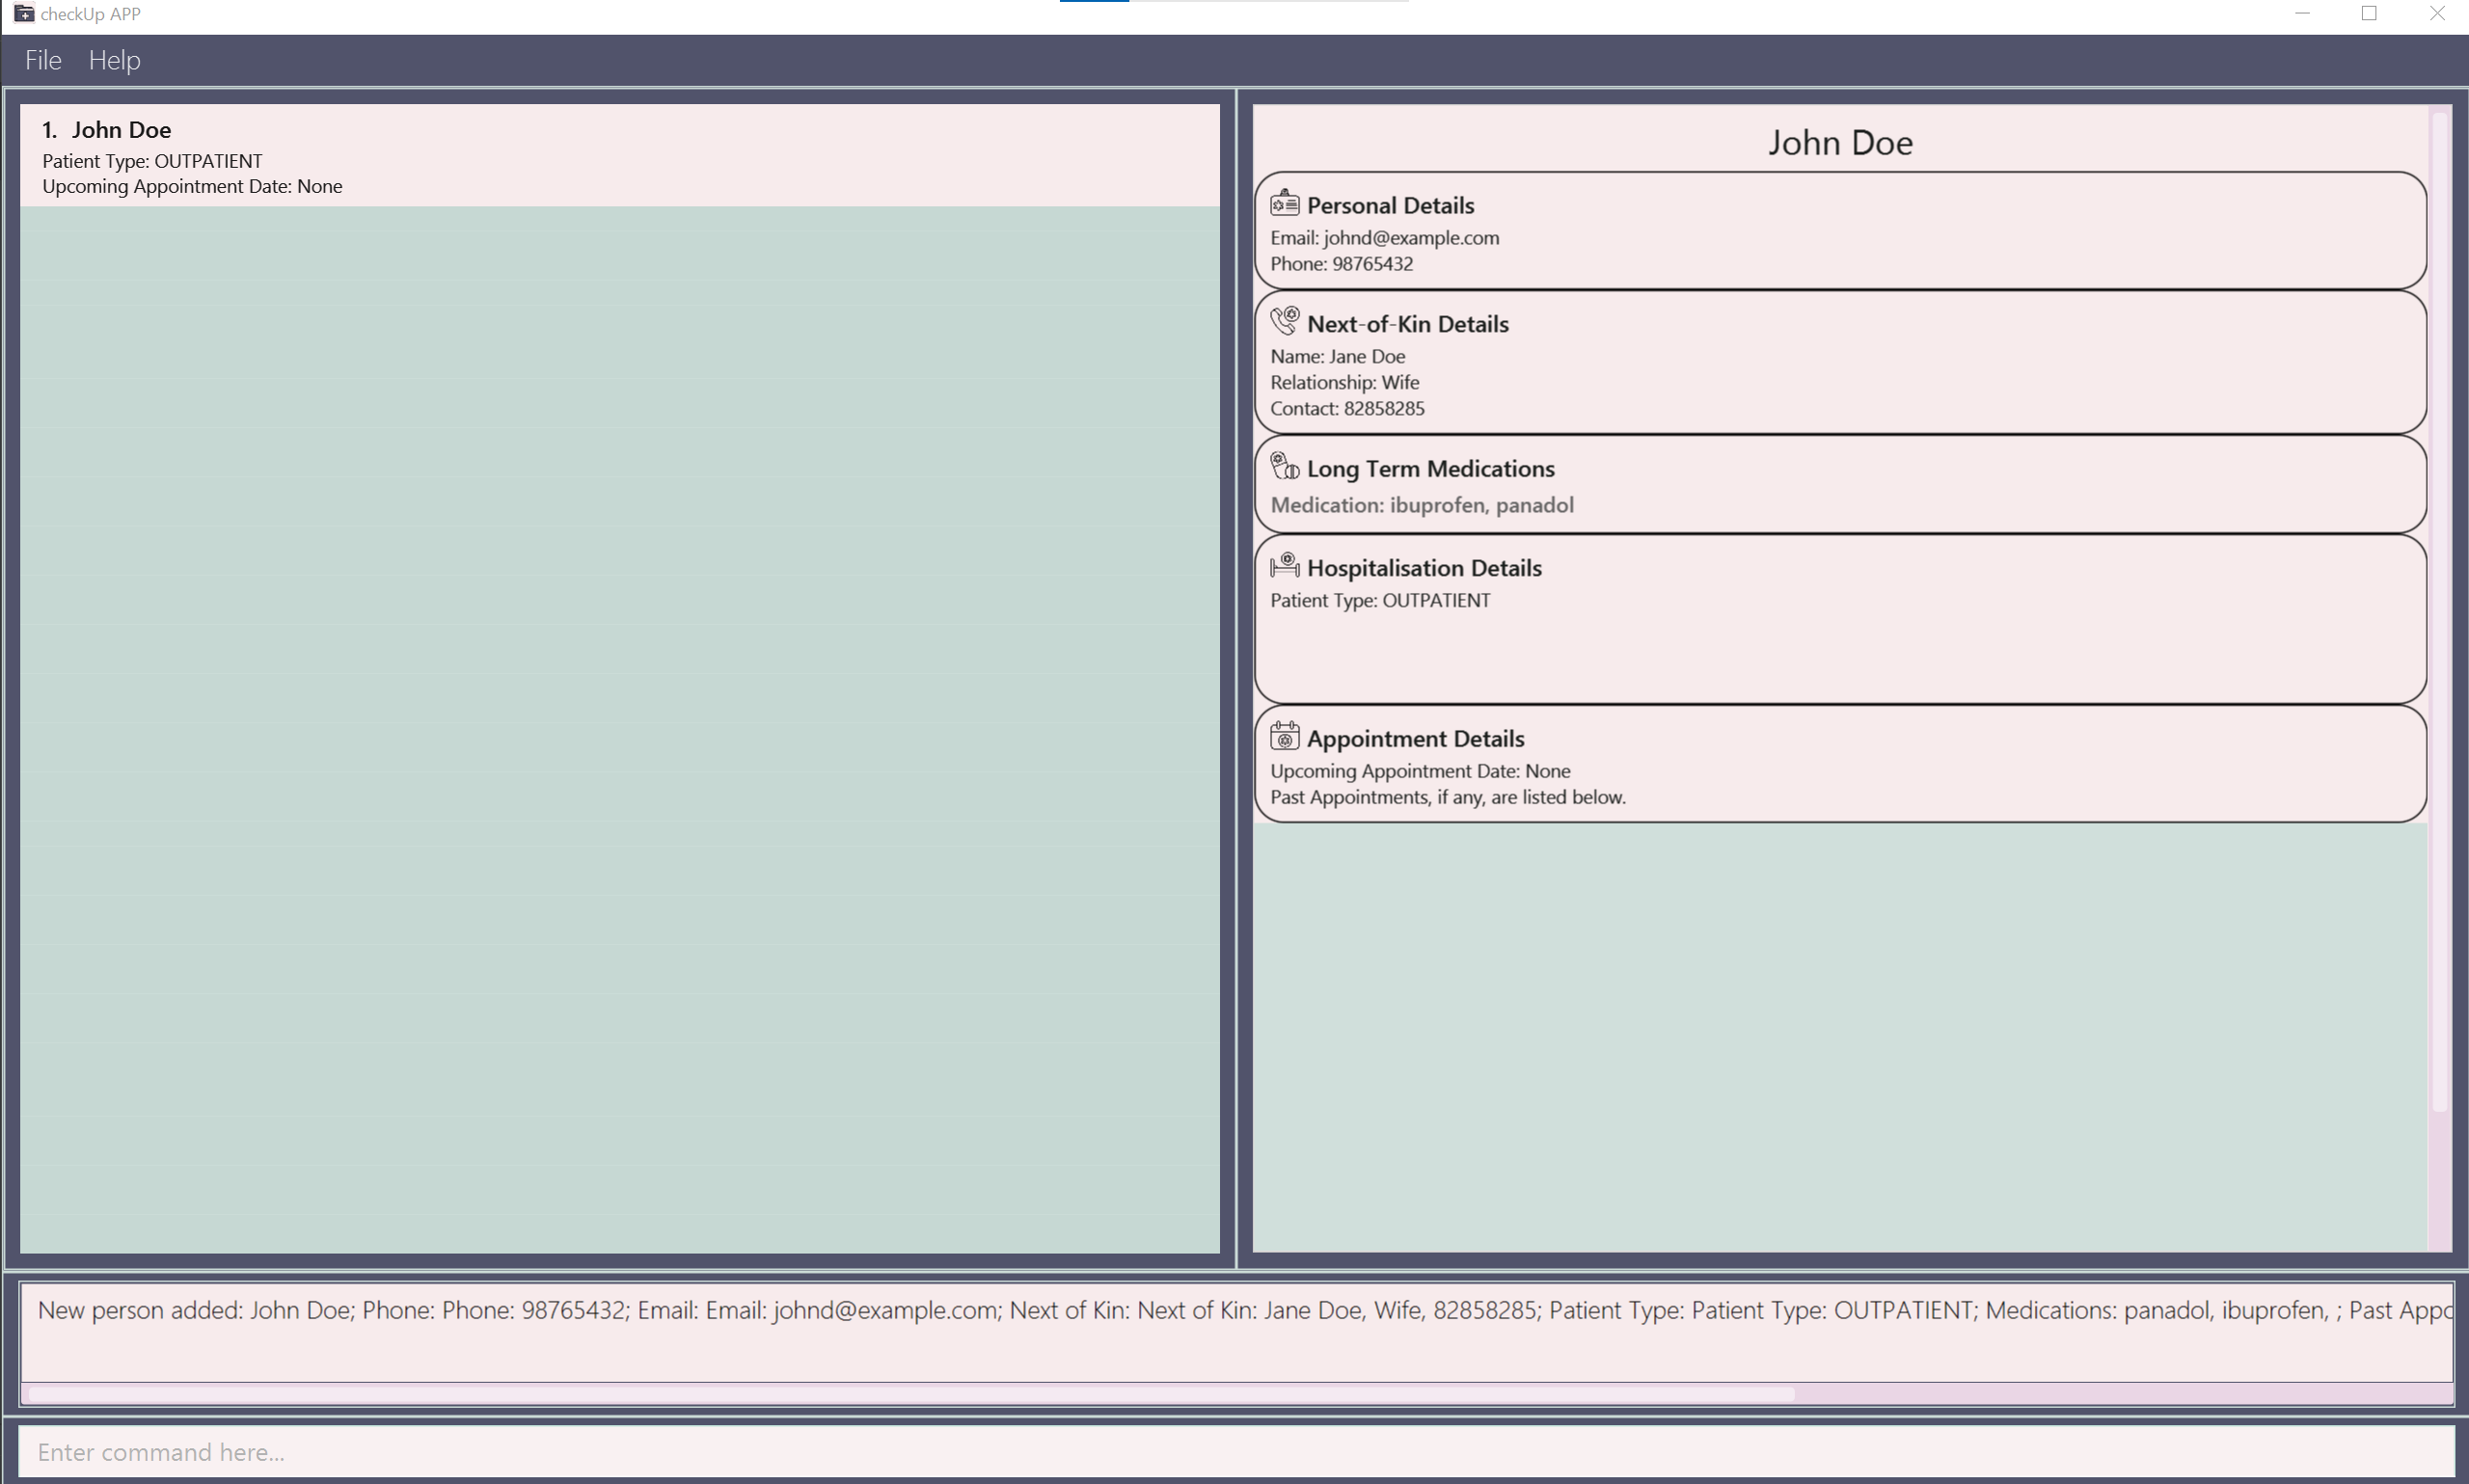 checkUp APP
File Help
1. John Doe
Patient Type: OUTPATIENT
Upcoming Appointment Date: None
John Doe
Personal Details
Email: johnd@example.com
Phone: 98765432
Next-of-Kin Details
Name: Jane Doe
Relationship: Wife
Contact: 82858285
Long Term Medications
Medication: ibuprofen, panadol
Hospitalisation Details
Patient Type: OUTPATIENT
Appointment Details
Upcoming Appointment Date: None
Past Appointments, if any, are listed below.
New person added: John Doe; Phone: Phone: 98765432; Email: Email: johnd@example.com; Next of Kin: Next of Kin: Jane Doe, Wife, 82858285; Patient Type: Patient Type: OUTPATIENT; Medications: panadol, ibuprofen, ; Past Appo
Enter command here...